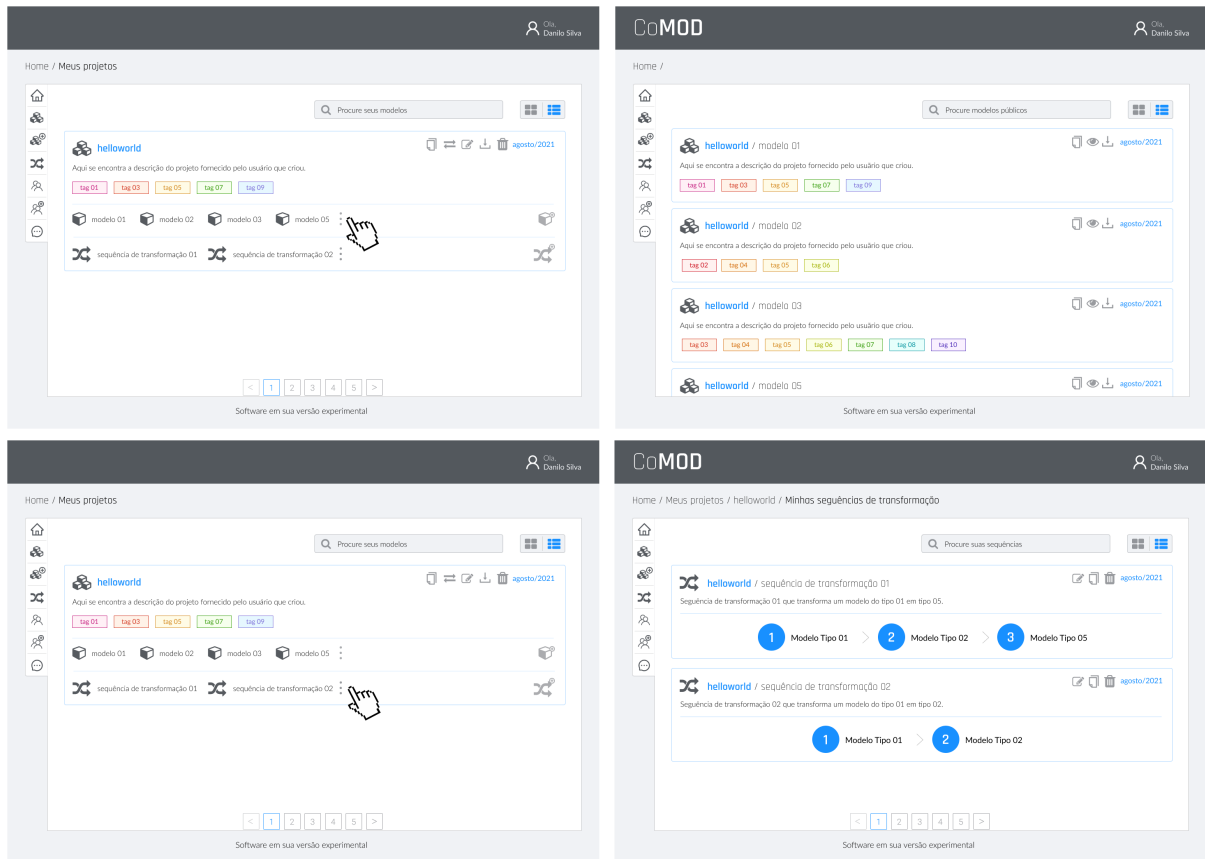 Ola,
Danilo Silva
Home / Meus projetos
Procure seus modelos
helloworld
agosto/2021
Aqui se encontra a descrição do projeto fornecido pelo usuário que criou.
tag 01 tag 03 tag 05 tag 07 tag 09
modelo 01 modelo 02 modelo 03 modelo 05
sequência de transformação 01 sequência de transformação 02
< 1 2 3 4 5 >
Software em sua versão experimental
CoMOD
Ola,
Danilo Silva
Home /
Procure modelos públicos
helloworld / modelo 01
agosto/2021
Aqui se encontra a descrição do projeto fornecido pelo usuário que criou.
tag 01 tag 03 tag 05 tag 07 tag 09
helloworld / modelo 02
agosto/2021
Aqui se encontra a descrição do projeto fornecido pelo usuário que criou.
tag 02 tag 04 tag 05 tag 06
helloworld / modelo 03
agosto/2021
Aqui se encontra a descrição do projeto fornecido pelo usuário que criou.
tag 03 tag 04 tag 05 tag 06 tag 07 tag 08 tag 10
helloworld / modelo 05
agosto/2021
Software em sua versão experimental
Ola,
Danilo Silva
Home / Meus projetos
Procure seus modelos
helloworld
agosto/2021
Aqui se encontra a descrição do projeto fornecido pelo usuário que criou.
tag 01 tag 03 tag 05 tag 07 tag 09
modelo 01 modelo 02 modelo 03 modelo 05
sequência de transformação 01 sequência de transformação 02
< 1 2 3 4 5 >
Software em sua versão experimental
CoMOD
Ola,
Danilo Silva
Home / Meus projetos / helloworld / Minhas sequências de transformação
Procure suas sequências
helloworld / sequência de transformação 01
agosto/2021
Sequência de transformação 01 que transforma um modelo do tipo 01 em tipo 05.
1 Modelo Tipo 01 2 Modelo Tipo 02 3 Modelo Tipo 05
helloworld / sequência de transformação 02
agosto/2021
Sequência de transformação 02 que transforma um modelo do tipo 01 em tipo 02.
1 Modelo Tipo 01 2 Modelo Tipo 02
< 1 2 3 4 5 >
Software em sua versão experimental